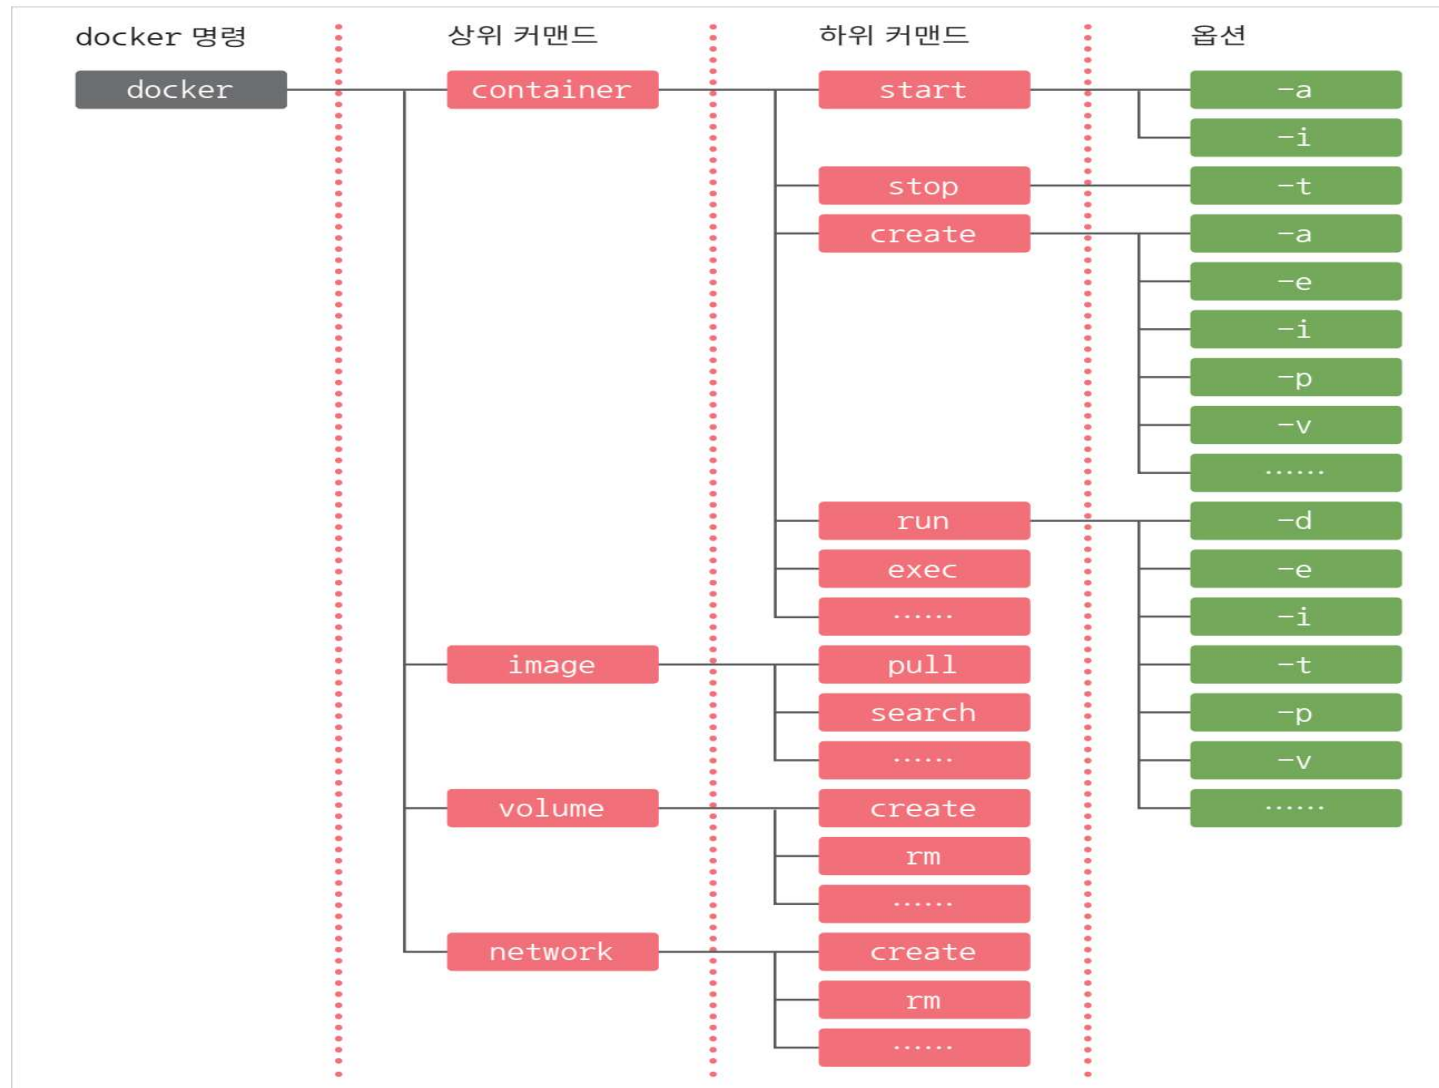 docker 명령 상위 커맨드 하위 커맨드 옵션
docker container start -a
-i
stop -t
create -a
-e
-i
-p
-v
······
run -d
exec -e
······ -i
image pull -t
search -p
······ -v
volume create ······
rm
······
network create
rm
······